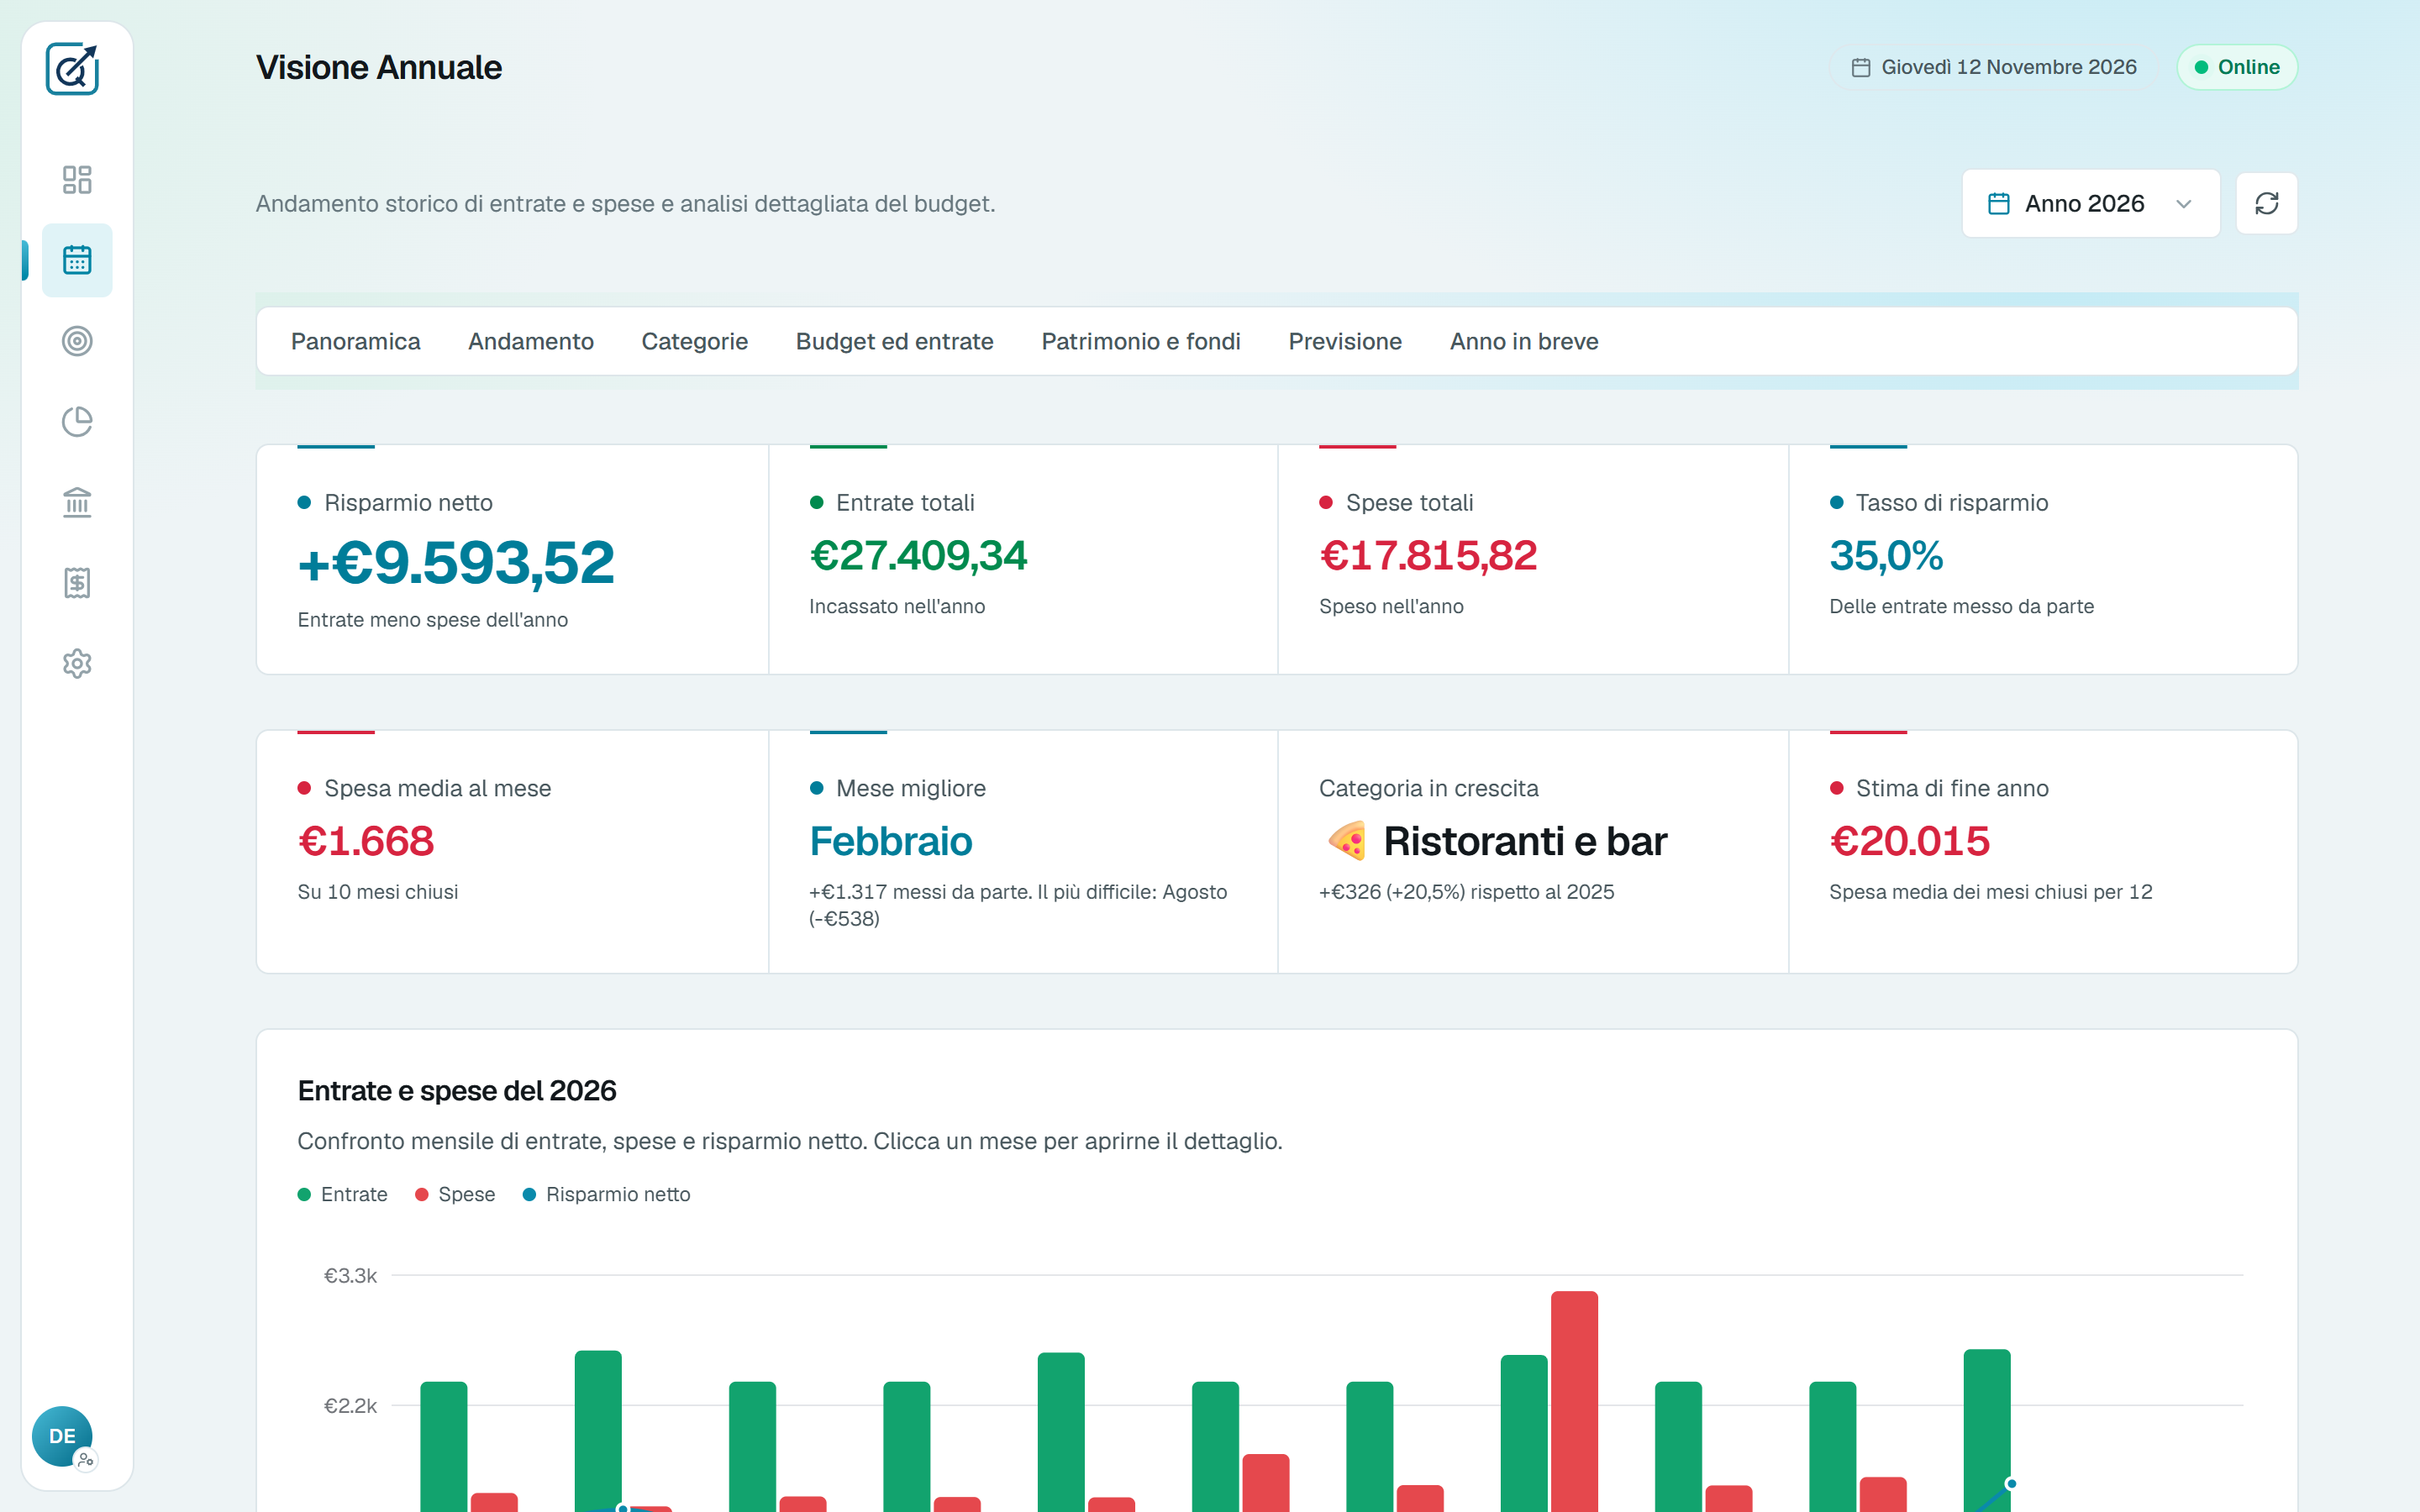 Visione Annuale
Giovedì 12 Novembre 2026
Online
Andamento storico di entrate e spese e analisi dettagliata del budget.
Anno 2026
Panoramica
Andamento
Categorie
Budget ed entrate
Patrimonio e fondi
Previsione
Anno in breve
Risparmio netto
+€9.593,52
Entrate meno spese dell'anno
Entrate totali
€27.409,34
Incassato nell'anno
Spese totali
€17.815,82
Speso nell'anno
Tasso di risparmio
35,0%
Delle entrate messo da parte
Spesa media al mese
€1.668
Su 10 mesi chiusi
Mese migliore
Febbraio
+€1.317 messi da parte. Il più difficile: Agosto
(-€538)
Categoria in crescita
Ristoranti e bar
+€326 (+20,5%) rispetto al 2025
Stima di fine anno
€20.015
Spesa media dei mesi chiusi per 12
Entrate e spese del 2026
Confronto mensile di entrate, spese e risparmio netto. Clicca un mese per aprirne il dettaglio.
Entrate
Spese
Risparmio netto
€3.3k
€2.2k
DE